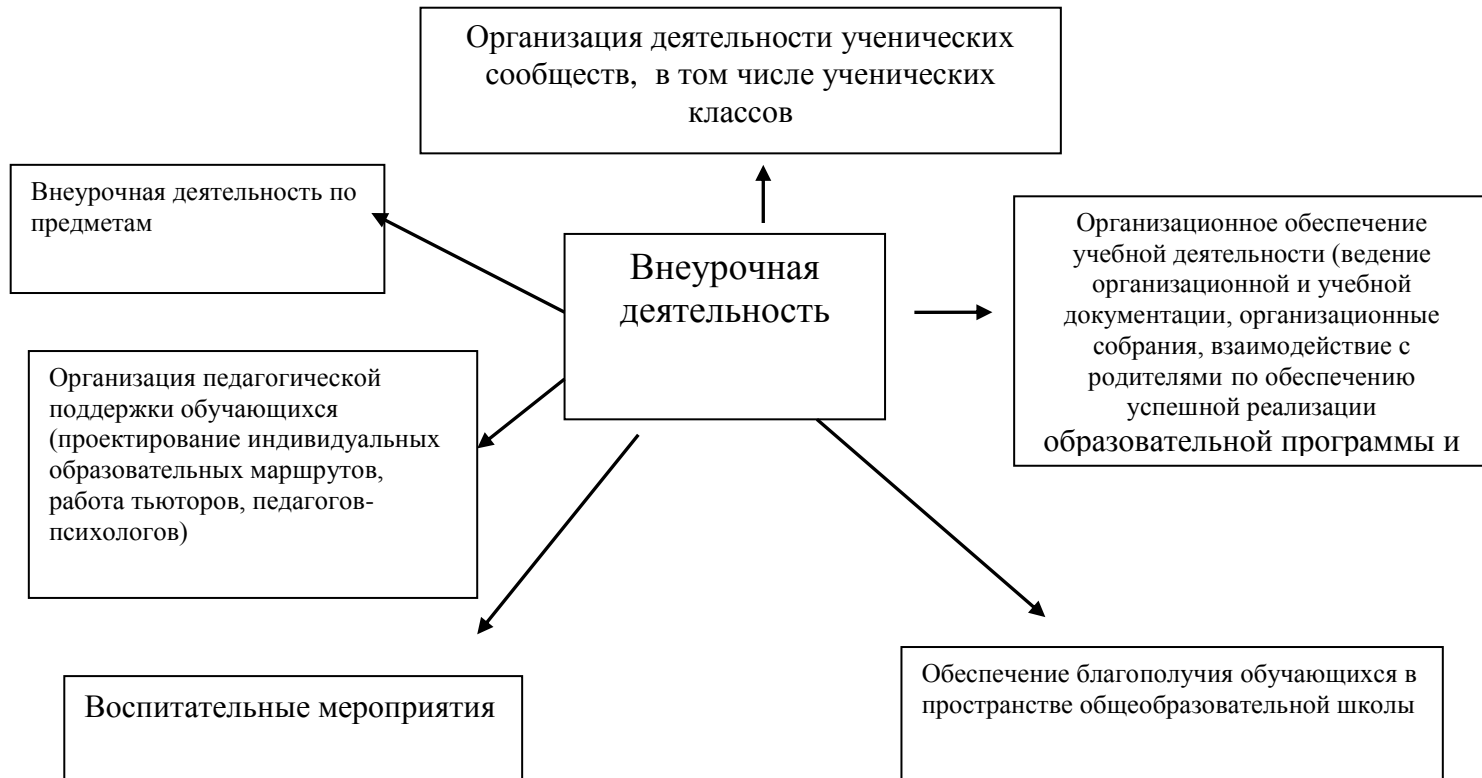 Организация деятельности ученических
сообществ, в том числе ученических
классов
Внеурочная деятельность по
предметам
Внеурочная
деятельность
Организационное обеспечение
учебной деятельности (ведение
организационной и учебной
документации, организационные
собрания, взаимодействие с
родителями по обеспечению
успешной реализации
образовательной программы и
Организация педагогической
поддержки обучающихся
(проектирование индивидуальных
образовательных маршрутов,
работа тьюторов, педагогов-
психологов)
Воспитательные мероприятия
Обеспечение благополучия обучающихся в
пространстве общеобразовательной школы